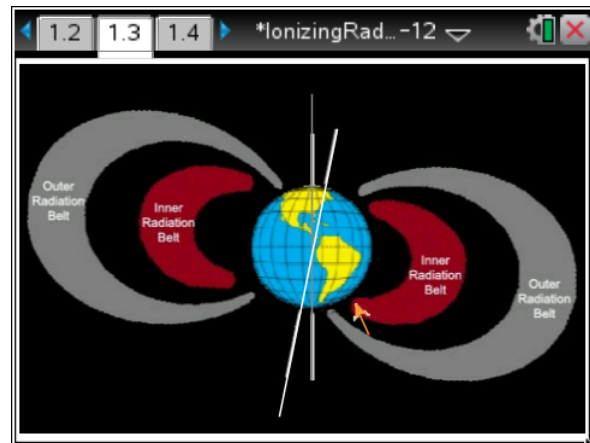 1.2 1.3 1.4 *IonizingRad...-12
Outer
Radiation
Belt
Inner
Radiation
Belt
Inner
Radiation
Belt
Outer
Radiation
Belt